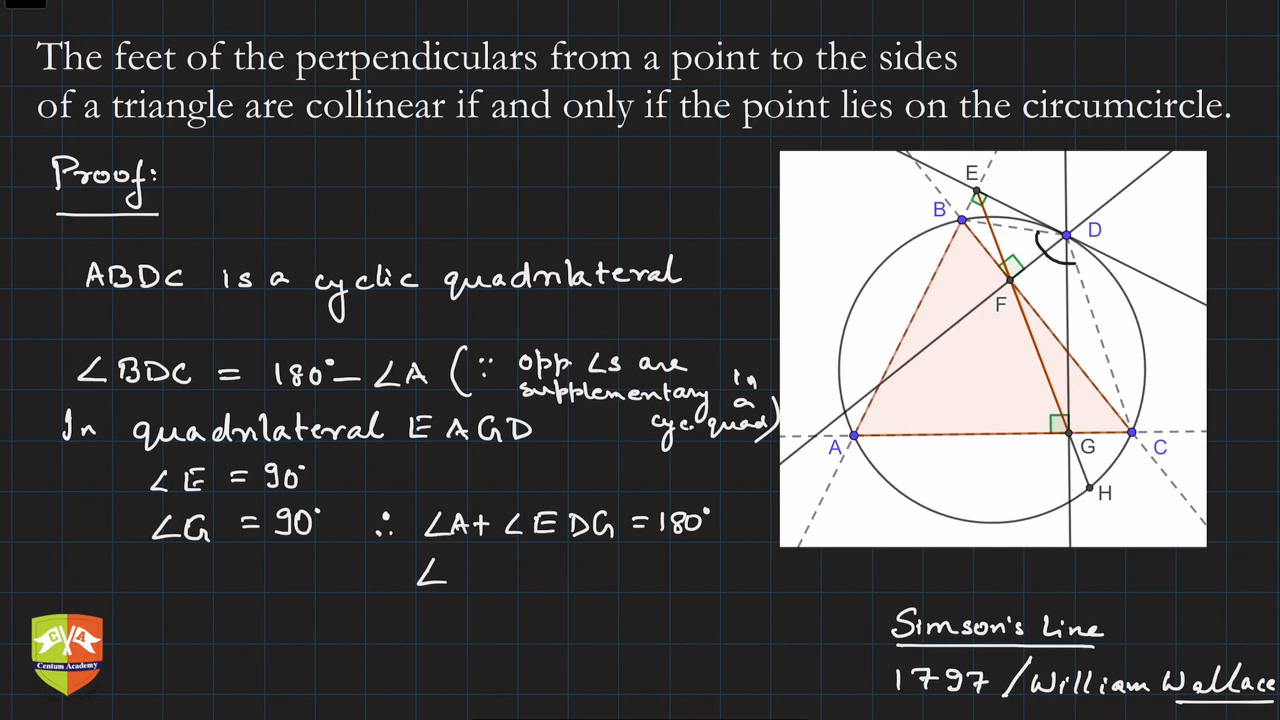 The feet of the perpendiculars from a point to the sides
of a triangle are collinear if and only if the point lies on the circumcircle.
Proof:
ABDC is a cyclic quadrilateral
∠BDC = 180° – ∠A (∵ opp ∠s are
supplementary in
a
cyc. quad)
In quadrilateral EAGD
∠E = 90°
∠G = 90° ∴ ∠A + ∠EDG = 180°
∠
E
B
D
F
A
G
C
H
C A
Centum Academy
Simson's Line
1797 / William Wallace